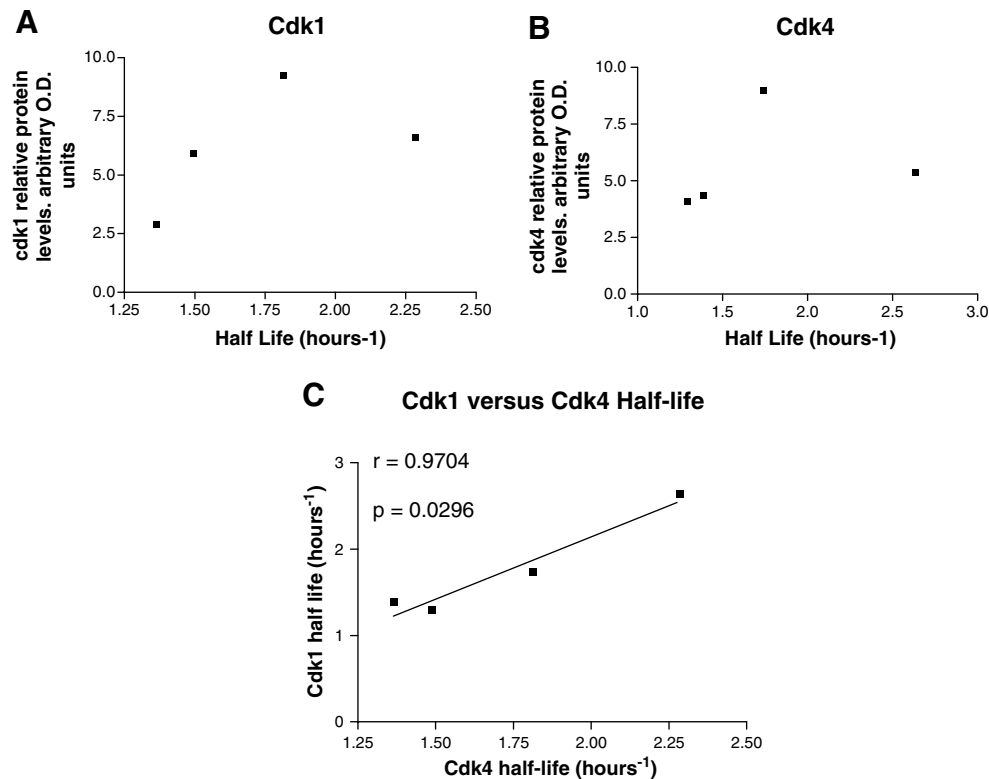 A
Cdk1
cdk1 relative protein
levels. arbitrary O.D.
units
10.0
7.5
5.0
2.5
0.0
1.25
1.50
1.75
2.00
2.25
2.50
Half Life (hours-1)
B
Cdk4
cdk4 relative protein
levels. arbitrary O.D.
units
10.0
7.5
5.0
2.5
0.0
1.0
1.5
2.0
2.5
3.0
Half Life (hours-1)
C
Cdk1 versus Cdk4 Half-life
r = 0.9704
p = 0.0296
Cdk1 half life (hours⁻¹)
3
2
1
0
1.25
1.50
1.75
2.00
2.25
2.50
Cdk4 half-life (hours⁻¹)